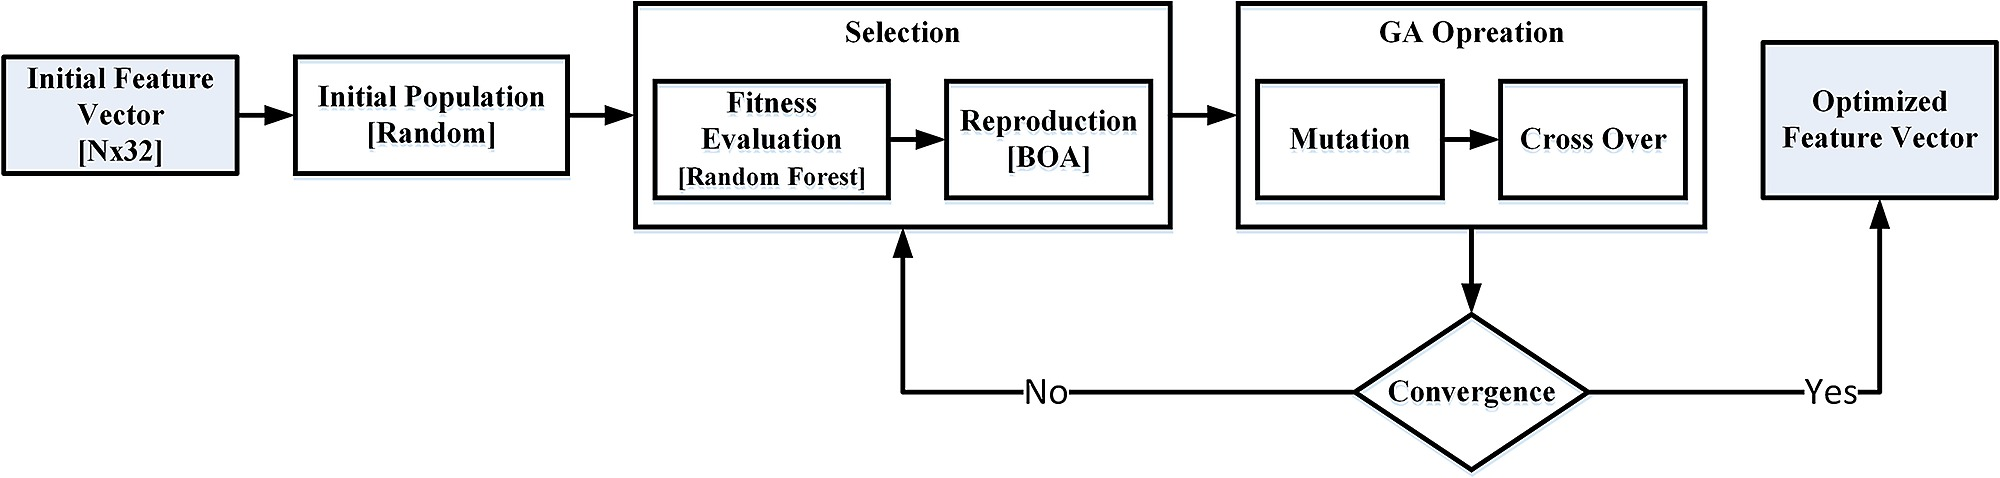 Initial Feature
Vector
[Nx32]
Initial Population
[Random]
Selection
Fitness
Evaluation
[Random Forest]
Reproduction
[BOA]
GA Opreation
Mutation
Cross Over
Optimized
Feature Vector
Convergence
No
Yes